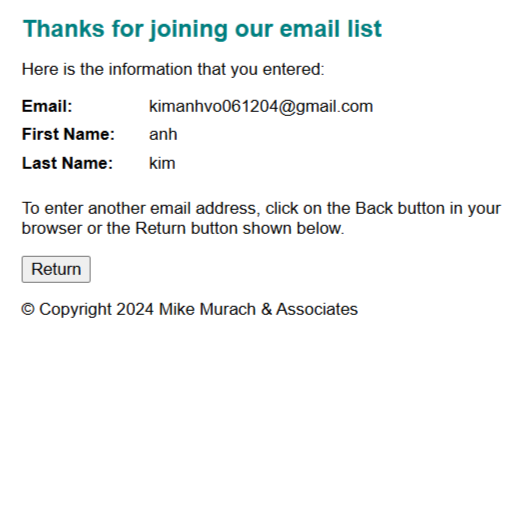 Thanks for joining our email list
Here is the information that you entered:
Email: kimanhvo061204@gmail.com
First Name: anh
Last Name: kim
To enter another email address, click on the Back button in your
browser or the Return button shown below.
Return
© Copyright 2024 Mike Murach & Associates